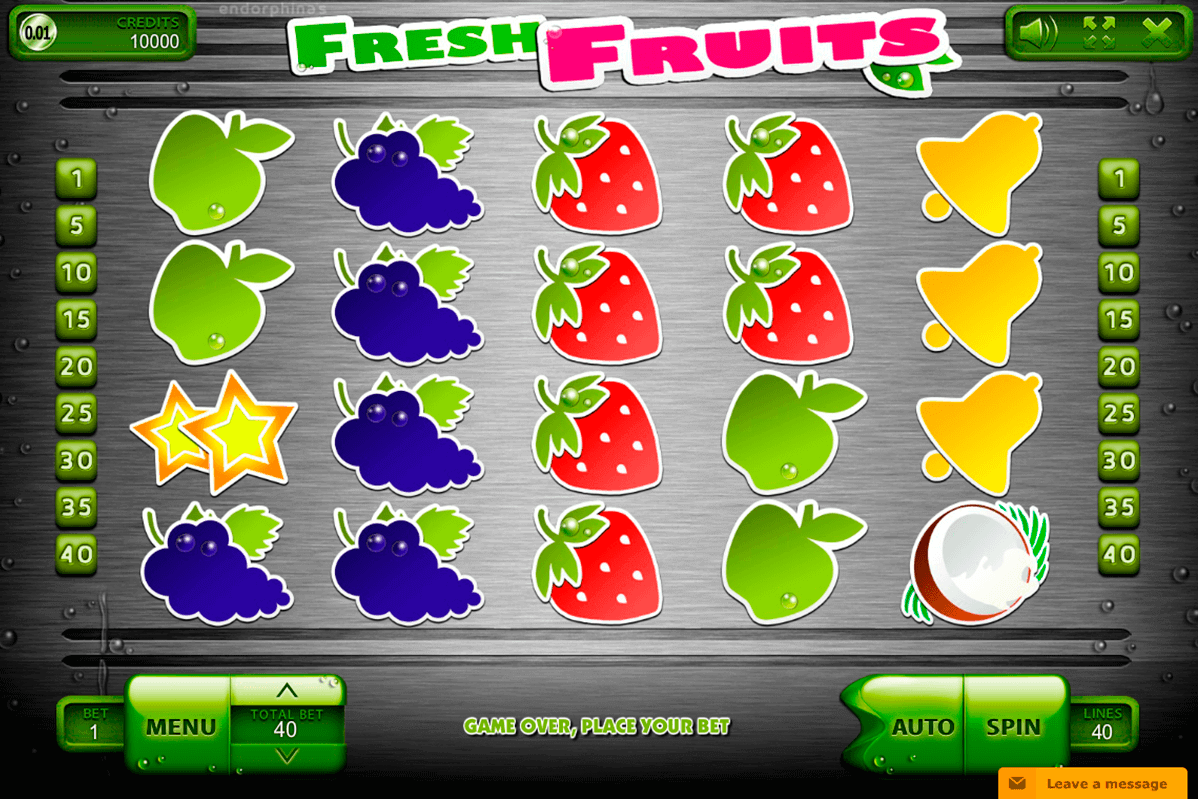 endorphina's
0.01
CREDITS
10000
FRESH FRUITS
1
5
10
15
20
25
30
35
40
1
5
10
15
20
25
30
35
40
BET
1
MENU
TOTAL BET
40
GAME OVER, PLACE YOUR BET
AUTO
SPIN
LINES
40
Leave a message